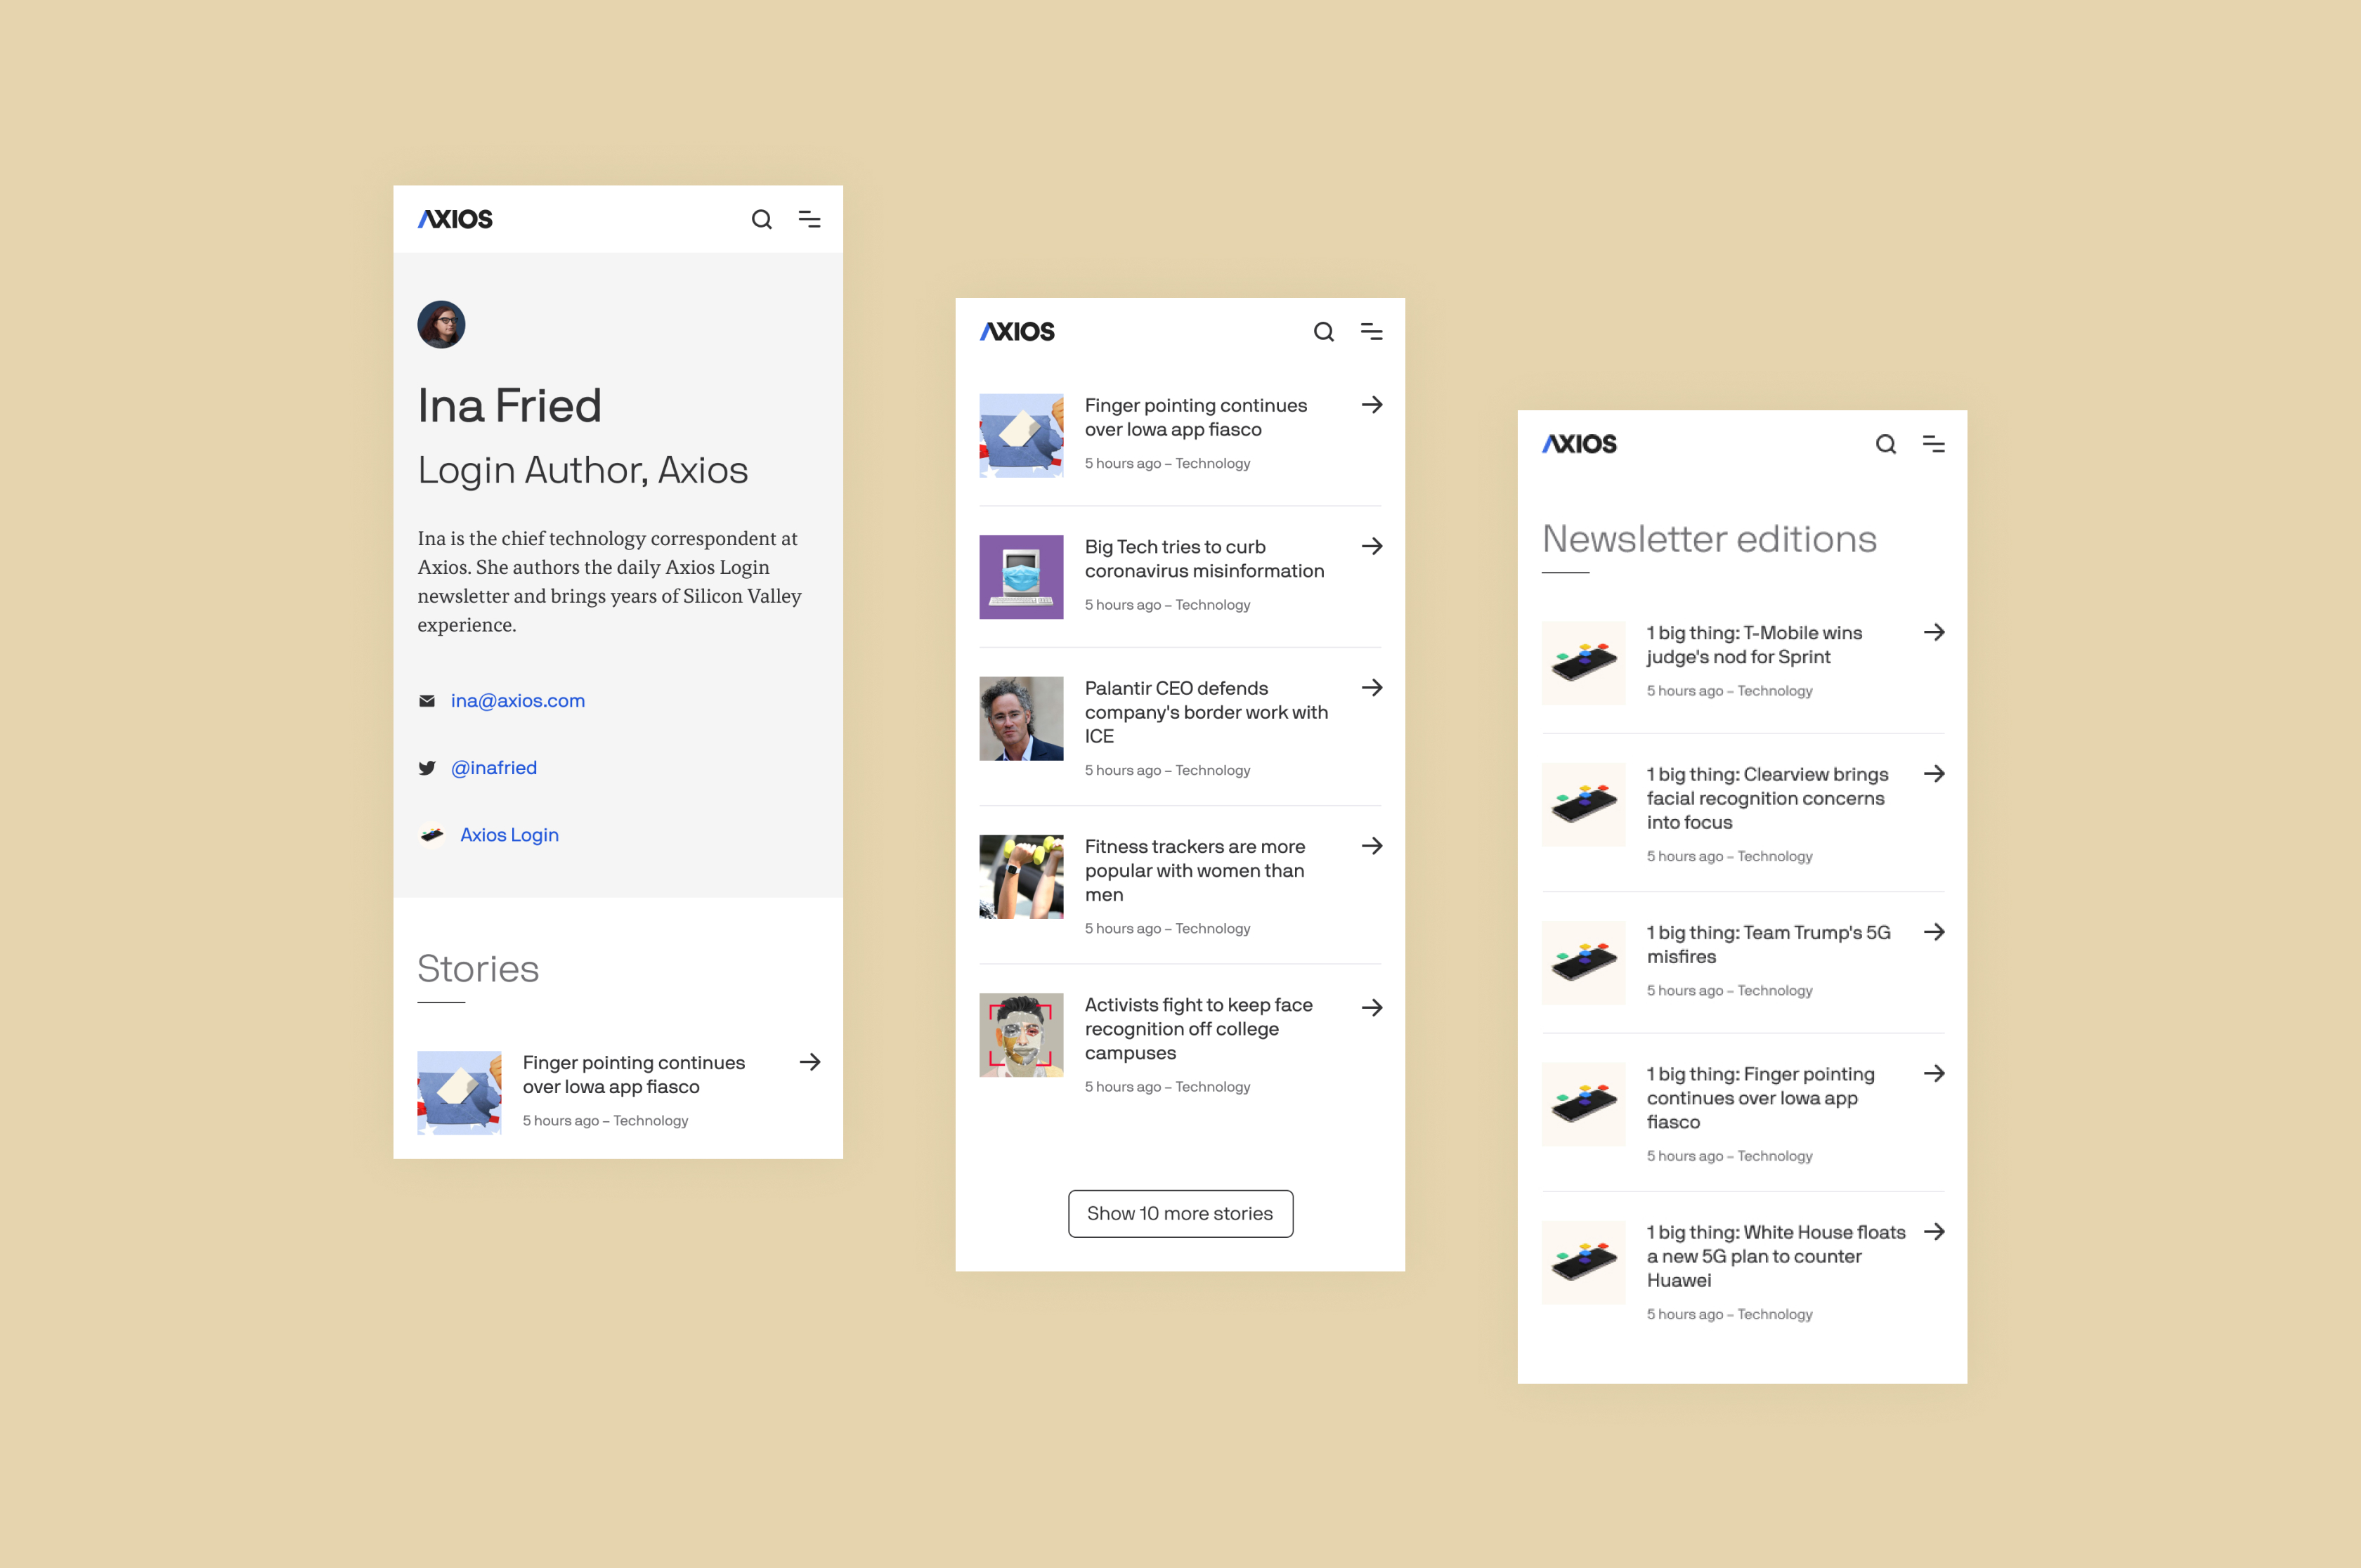 AXIOS
Ina Fried
Login Author, Axios
Ina is the chief technology correspondent at
Axios. She authors the daily Axios Login
newsletter and brings years of Silicon Valley
experience.
ina@axios.com
@inafried
Axios Login
Stories
Finger pointing continues
over Iowa app fiasco
5 hours ago – Technology
AXIOS
Finger pointing continues
over Iowa app fiasco
5 hours ago – Technology
Big Tech tries to curb
coronavirus misinformation
5 hours ago – Technology
Palantir CEO defends
company's border work with
ICE
5 hours ago – Technology
Fitness trackers are more
popular with women than
men
5 hours ago – Technology
Activists fight to keep face
recognition off college
campuses
5 hours ago – Technology
Show 10 more stories
AXIOS
Newsletter editions
1 big thing: T-Mobile wins
judge's nod for Sprint
5 hours ago – Technology
1 big thing: Clearview brings
facial recognition concerns
into focus
5 hours ago – Technology
1 big thing: Team Trump's 5G
misfires
5 hours ago – Technology
1 big thing: Finger pointing
continues over Iowa app
fiasco
5 hours ago – Technology
1 big thing: White House floats
a new 5G plan to counter
Huawei
5 hours ago – Technology